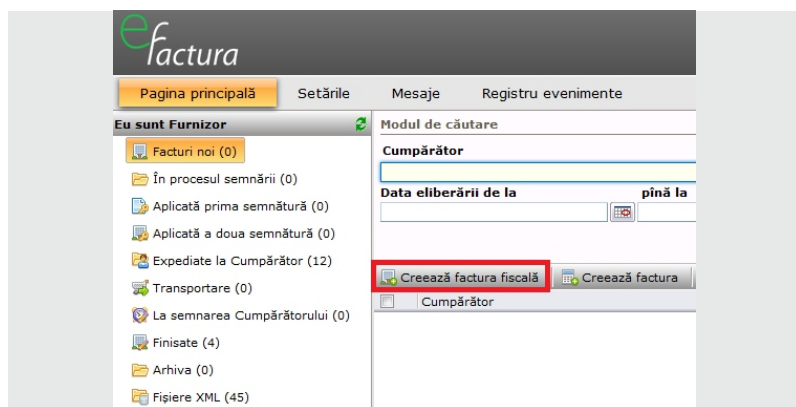 eFactura
Pagina principală Setările Mesaje Registru evenimente
Eu sunt Furnizor
Facturi noi (0)
În procesul semnării (0)
Aplicată prima semnătură (0)
Aplicată a doua semnătură (0)
Expediate la Cumpărător (12)
Transportare (0)
La semnarea Cumpărătorului (0)
Finisate (4)
Arhiva (0)
Fișiere XML (45)
Modul de căutare
Cumpărător
Data eliberării de la pînă la
Creează factura fiscală Creează factura
Cumpărător